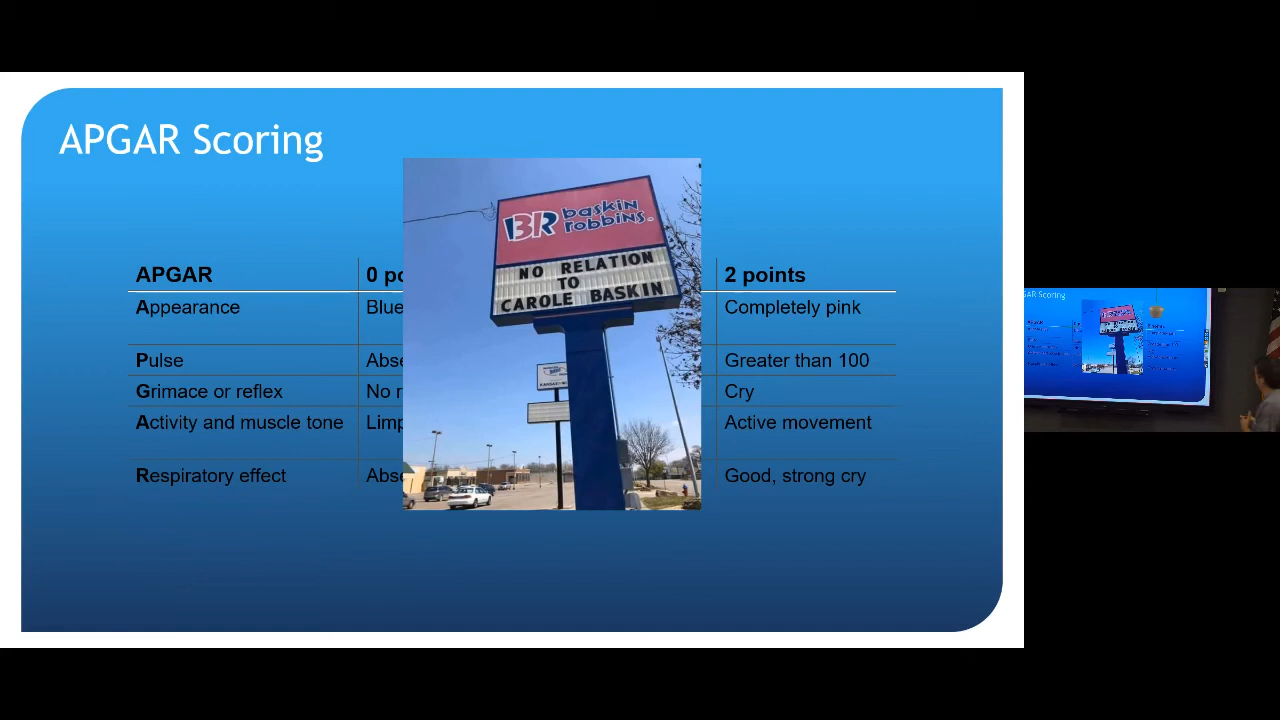 APGAR Scoring
BR baskin
robbins
NO RELATION
TO
CAROLE BASKIN
APGAR 0 po 2 points
Appearance Blue Completely pink
Pulse Abse Greater than 100
Grimace or reflex No r Cry
Activity and muscle tone Limp Active movement
Respiratory effect Abs Good, strong cry